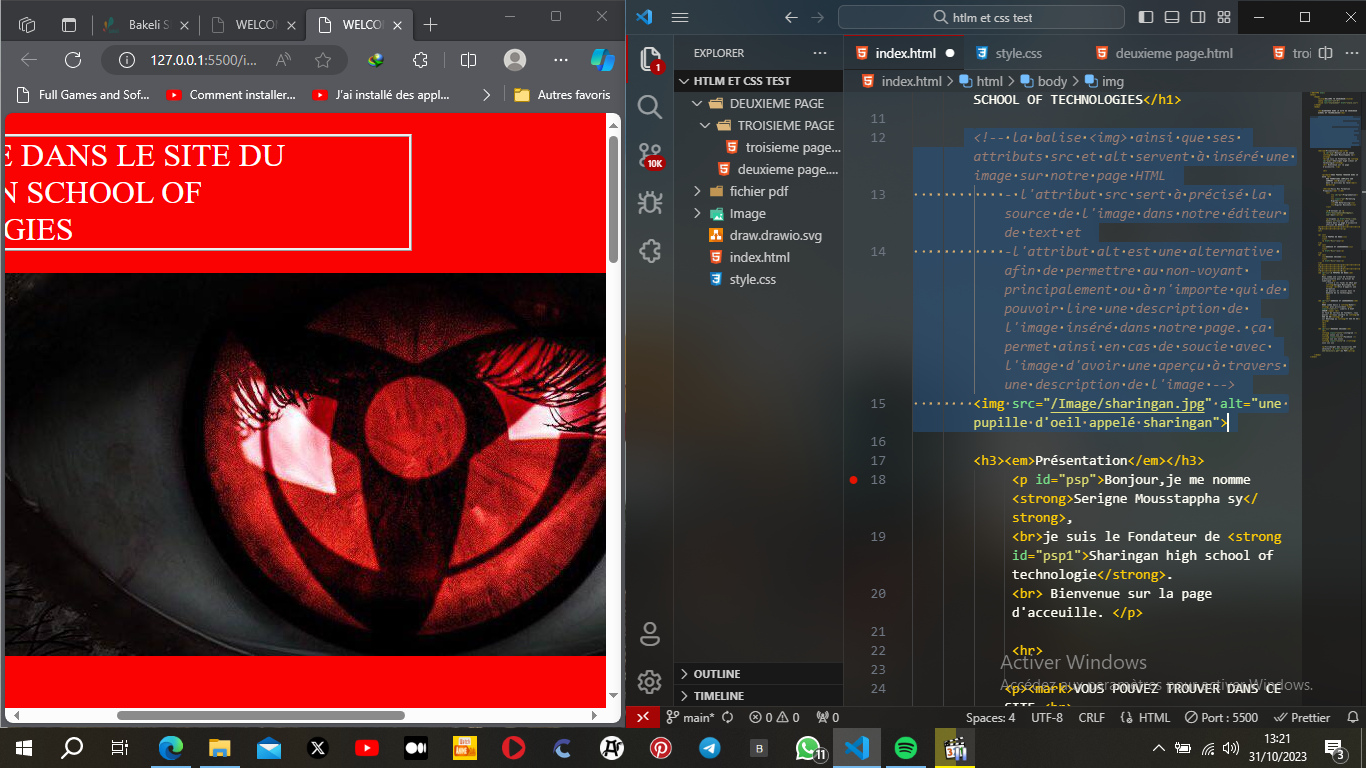 Bakeli S
WELCO
WELCO
127.0.0.1:5500/i...
Full Games and Sof...
Comment installer...
J'ai installé des appl...
Autres favoris
E DANS LE SITE DU
N SCHOOL OF
GIES
htlm et css test
EXPLORER
HTLM ET CSS TEST
DEUXIEME PAGE
TROISIEME PAGE
troisieme page...
deuxieme page....
fichier pdf
Image
draw.drawio.svg
index.html
style.css
OUTLINE
TIMELINE
1
10K
index.html
style.css
deuxieme page.html
troi
index.html > html > body > img
SCHOOL OF TECHNOLOGIES</h1>
11
12 <!-- la balise <img> ainsi que ses
attributs src et alt servent à inséré une
image sur notre page HTML
13 - l'attribut src sert à précisé la
source de l'image dans notre éditeur
de text et
14 -l'attribut alt est une alternative
afin de permettre au non-voyant
principalement ou à n'importe qui de
pouvoir lire une description de
l'image inséré dans notre page. ça
permet ainsi en cas de soucie avec
l'image d'avoir une aperçu à travers
une description de l'image -->
15 <img src="/Image/sharingan.jpg" alt="une
pupille d'oeil appelé sharingan">
16
17 <h3><em>Présentation</em></h3>
18 <p id="psp">Bonjour,je me nomme
<strong>Serigne Mousstappha sy</
strong>,
19 <br>je suis le Fondateur de <strong
id="psp1">Sharingan high school of
technologie</strong>.
20 <br> Bienvenue sur la page
d'acceuille. </p>
21
22 <hr>
23
24 <p><mark>VOUS POUVEZ TROUVER DANS CE
SITE <br>
Activer Windows
Accédez aux paramètres pour activer Windows.
main*
0
0
0
Spaces: 4
UTF-8
CRLF
HTML
Port : 5500
Prettier
11
13:21
31/10/2023
3